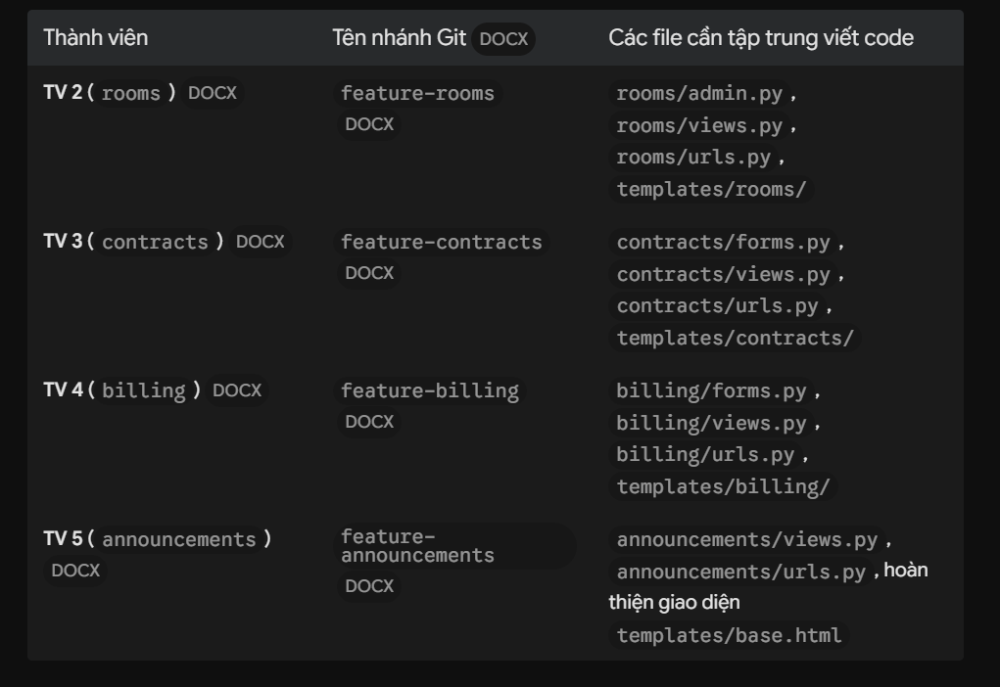 Thành viên
Tên nhánh Git DOCX
Các file cần tập trung viết code
TV 2 ( rooms ) DOCX
feature-rooms
DOCX
rooms/admin.py ,
rooms/views.py ,
rooms/urls.py ,
templates/rooms/
TV 3 ( contracts ) DOCX
feature-contracts
DOCX
contracts/forms.py ,
contracts/views.py ,
contracts/urls.py ,
templates/contracts/
TV 4 ( billing ) DOCX
feature-billing
DOCX
billing/forms.py ,
billing/views.py ,
billing/urls.py ,
templates/billing/
TV 5 ( announcements )
DOCX
feature-
announcements
DOCX
announcements/views.py ,
announcements/urls.py , hoàn
thiện giao diện
templates/base.html